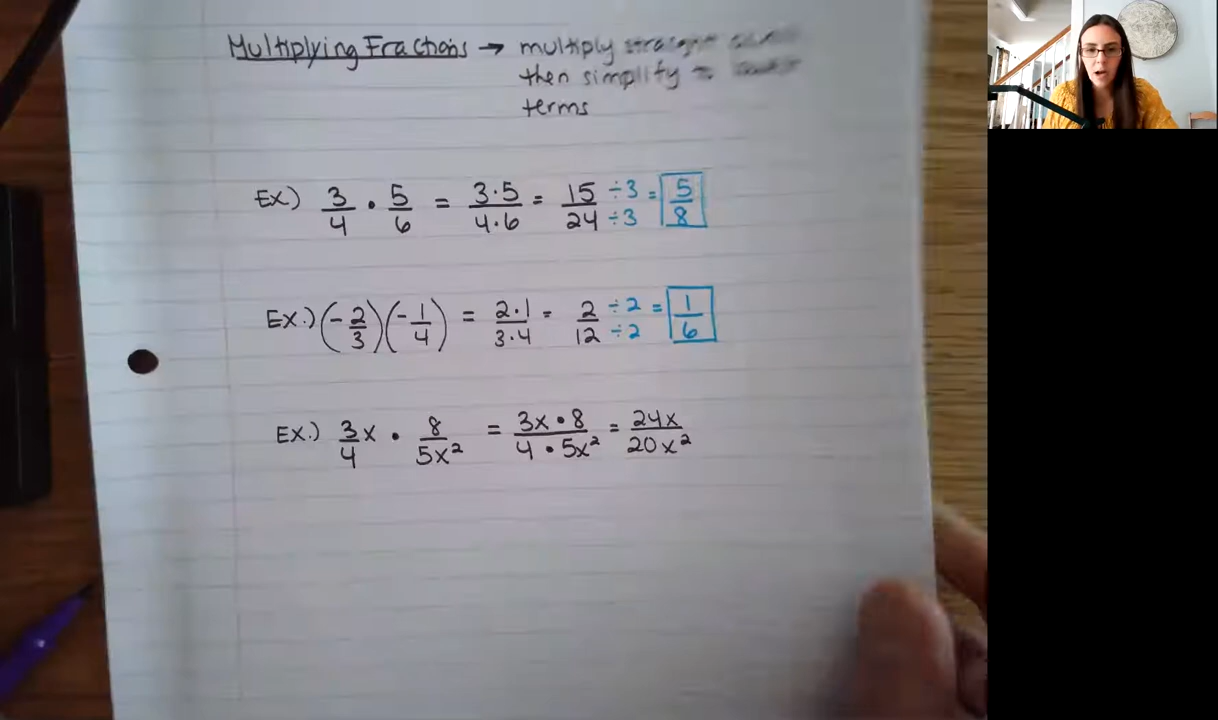 Multiplying Fractions → multiply straight
then simplify to
terms
Ex.) 3/4 • 5/6 = 3·5/4·6 = 15/24 ÷3/÷3 = 5/8
Ex.) (-2/3)(-1/4) = 2·1/3·4 = 2/12 ÷2/÷2 = 1/6
Ex.) 3/4 x • 8/5x² = 3x • 8/4 • 5x² = 24x/20x²